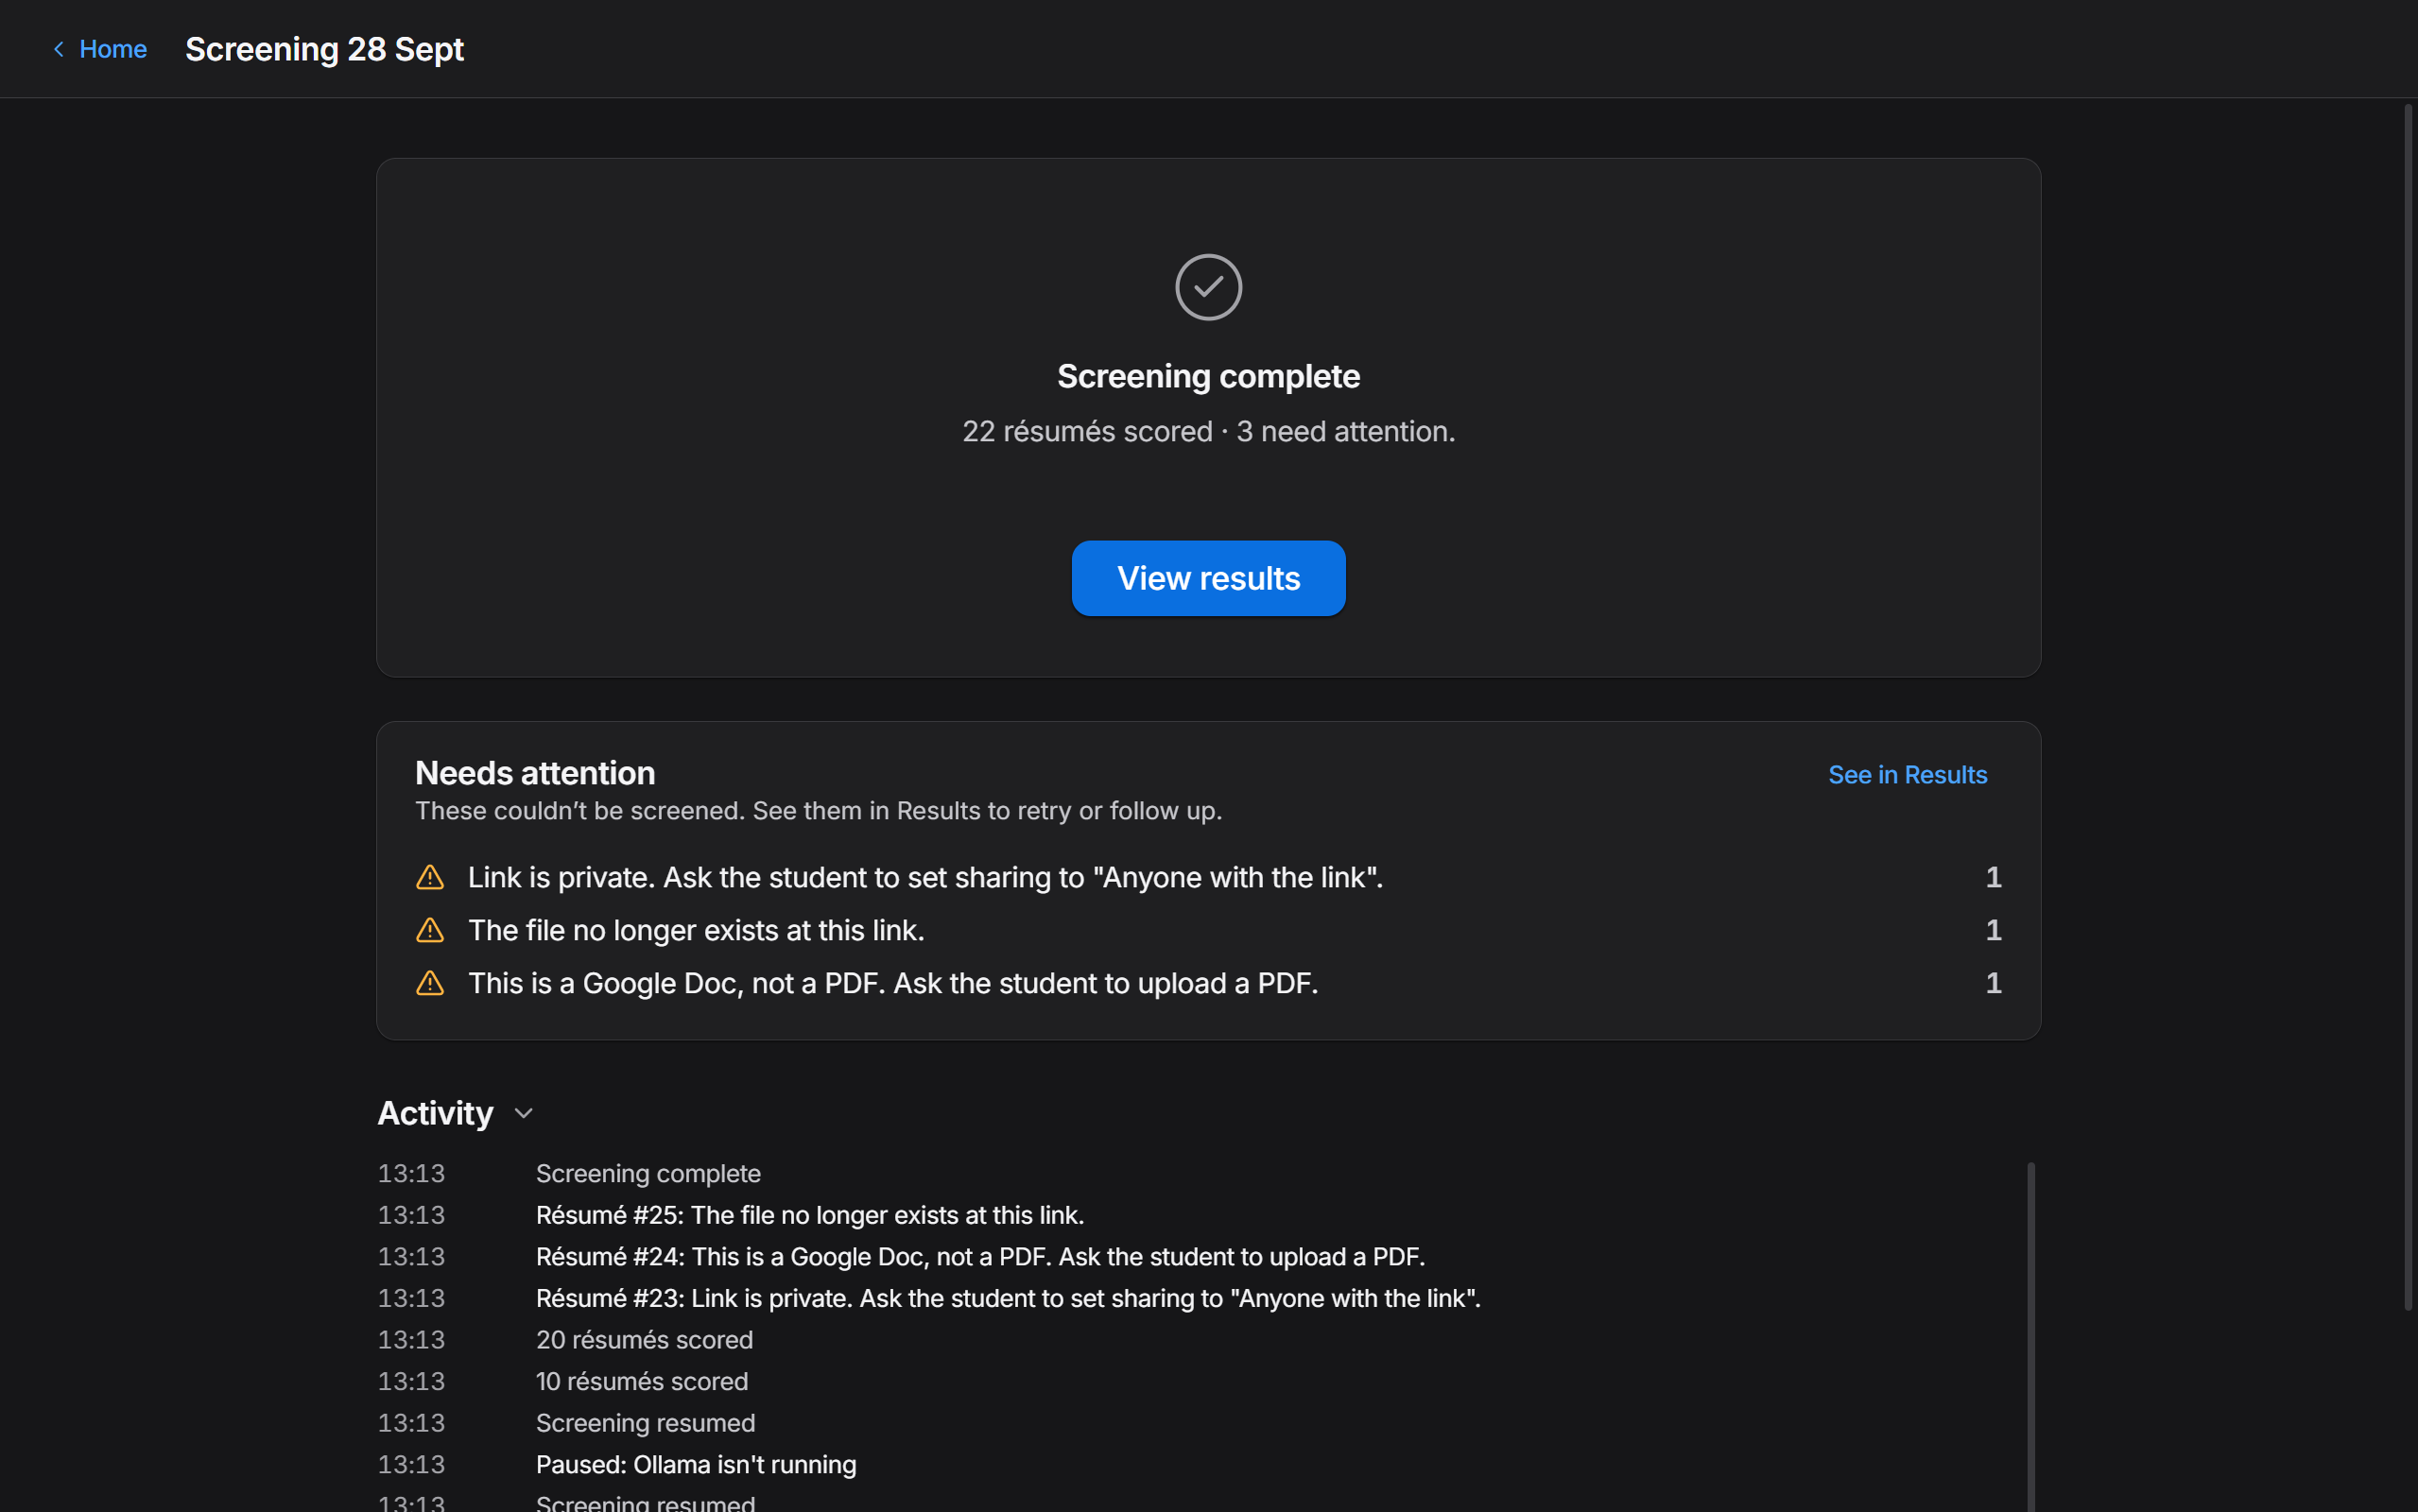 Home
Screening 28 Sept
Screening complete
22 résumés scored · 3 need attention.
View results
Needs attention
See in Results
These couldn’t be screened. See them in Results to retry or follow up.
Link is private. Ask the student to set sharing to "Anyone with the link". 1
The file no longer exists at this link. 1
This is a Google Doc, not a PDF. Ask the student to upload a PDF. 1
Activity
13:13 Screening complete
13:13 Résumé #25: The file no longer exists at this link.
13:13 Résumé #24: This is a Google Doc, not a PDF. Ask the student to upload a PDF.
13:13 Résumé #23: Link is private. Ask the student to set sharing to "Anyone with the link".
13:13 20 résumés scored
13:13 10 résumés scored
13:13 Screening resumed
13:13 Paused: Ollama isn't running
13:13 Screening resumed